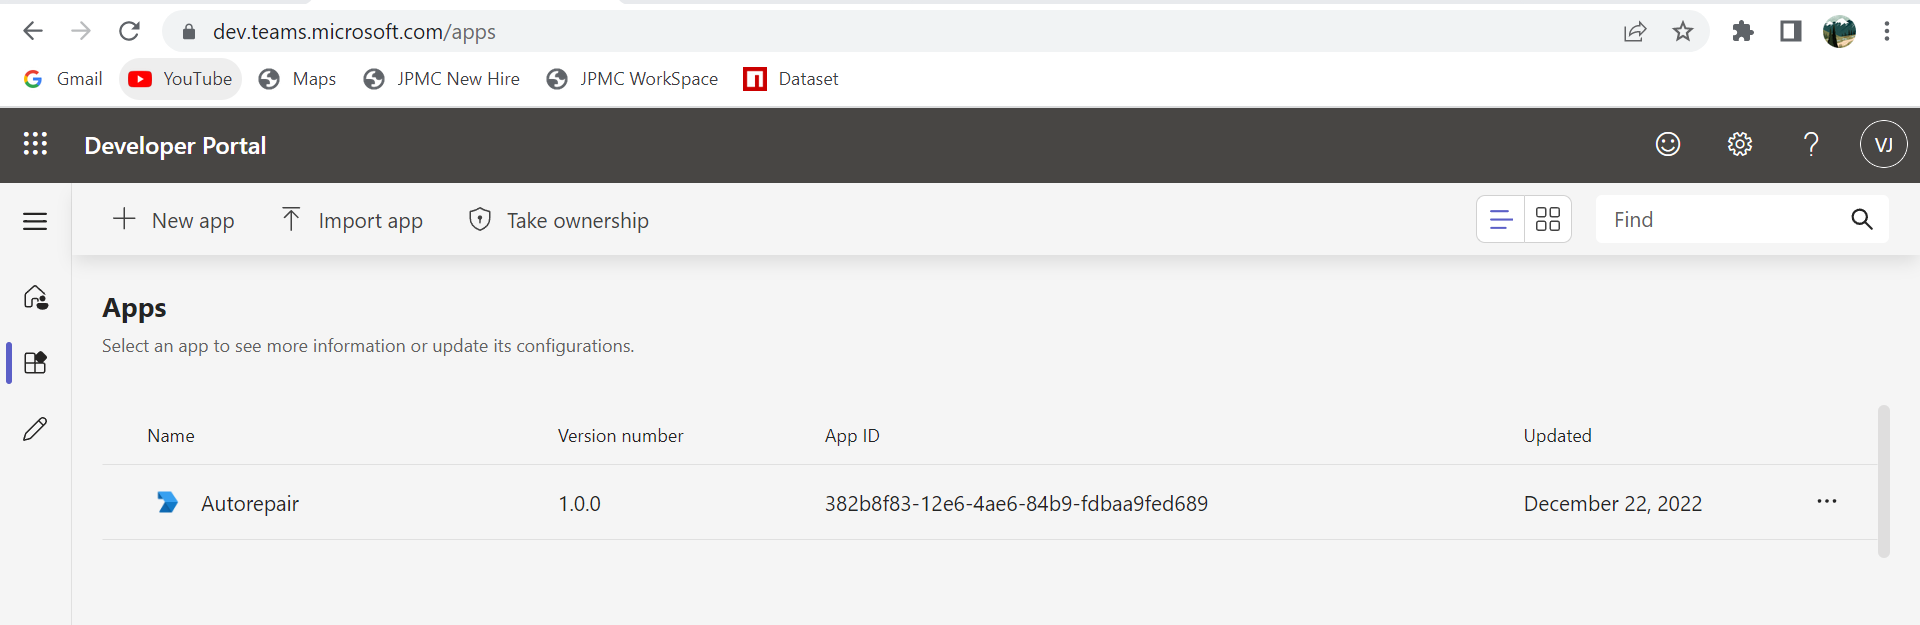 dev.teams.microsoft.com/apps
Gmail YouTube Maps JPMC New Hire JPMC WorkSpace Dataset
Developer Portal VJ
New app Import app Take ownership Find
Apps
Select an app to see more information or update its configurations.
Name Version number App ID Updated
Autorepair 1.0.0 382b8f83-12e6-4ae6-84b9-fdbaa9fed689 December 22, 2022